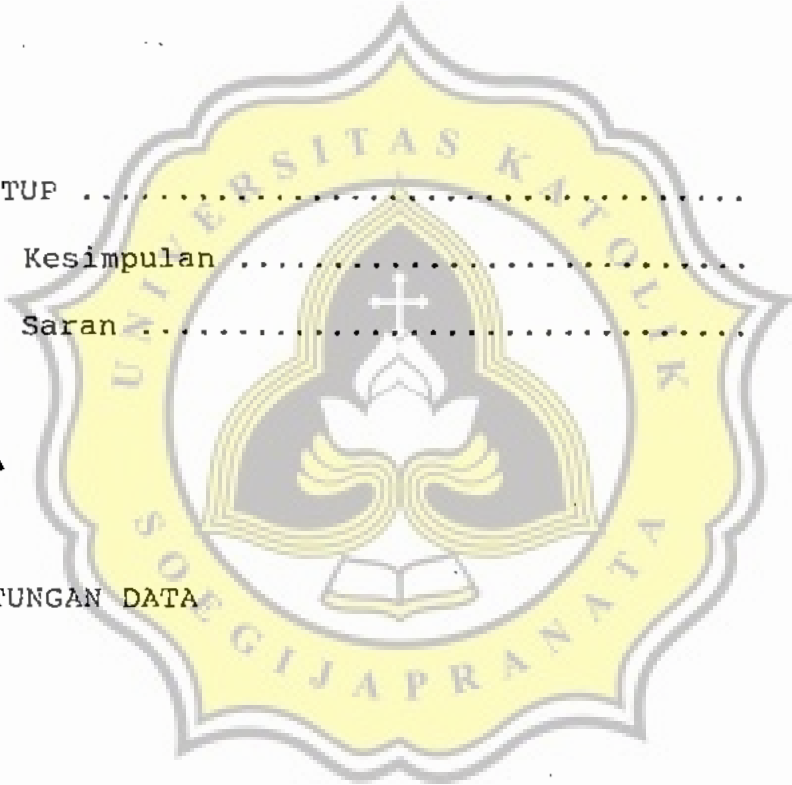 TUP ........................................
Kesimpulan ................................
Saran ......................................
A
TUNGAN DATA
UNIVERSITAS KATOLIK
SOEGIJAPRANATA